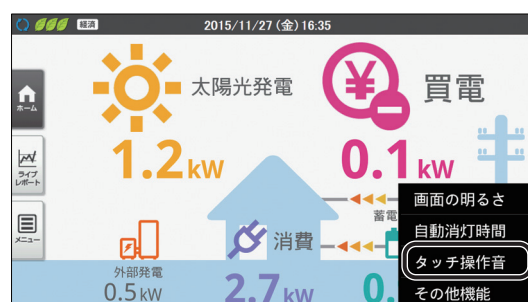 経済 2015/11/27(金)16:35
ホーム
太陽光発電
¥ 買電
1.2kW
0.1kW
ライブ
レポート
画面の明るさ
蓄電
自動消灯時間
メニュー
消費
タッチ操作音
外部発電
0.5kW
2.7kW
0.
その他機能